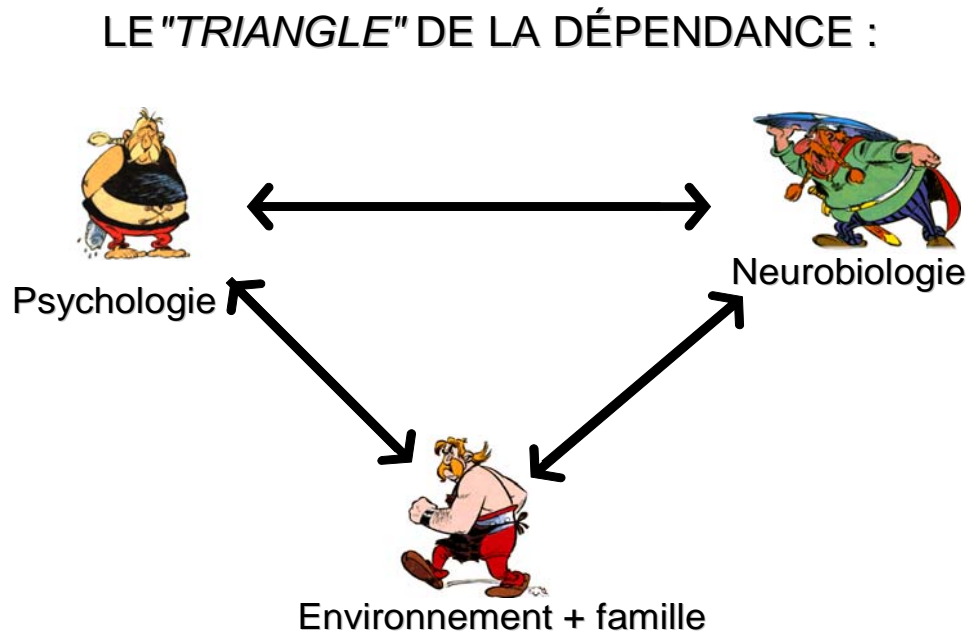 LE "TRIANGLE" DE LA DÉPENDANCE :
Neurobiologie
Psychologie
Environnement + famille